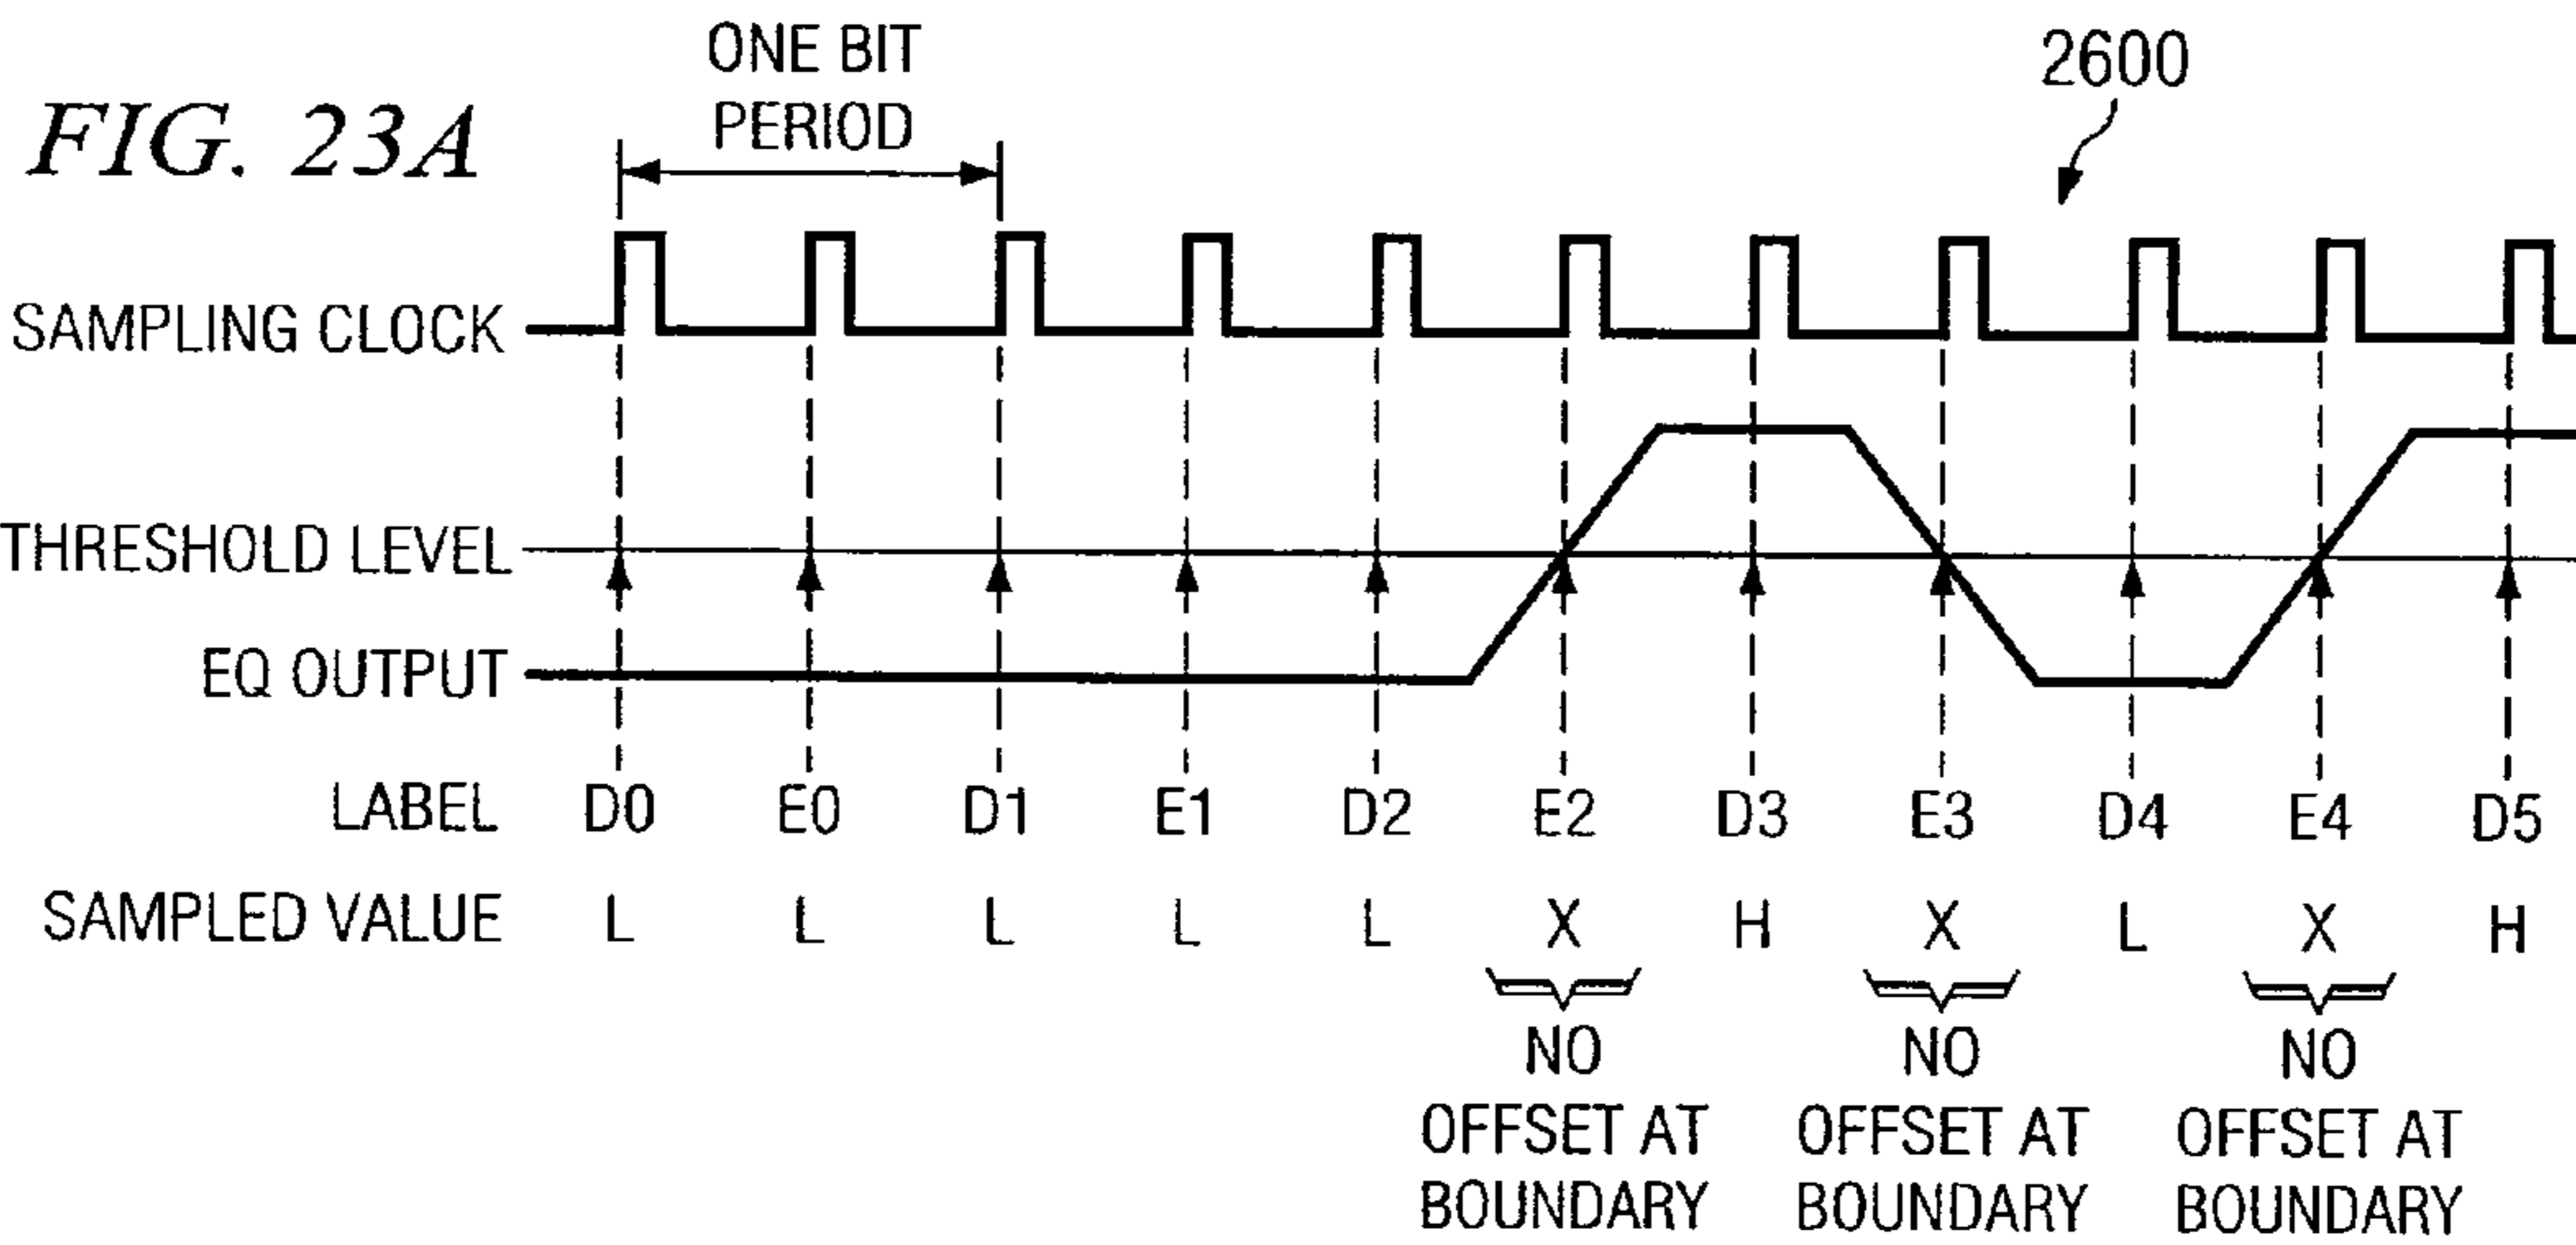 FIG. 23A
ONE BIT
PERIOD
2600
SAMPLING CLOCK
THRESHOLD LEVEL
EQ OUTPUT
LABEL D0 E0 D1 E1 D2 E2 D3 E3 D4 E4 D5
SAMPLED VALUE L L L L L X H X L X H
NO NO NO
OFFSET AT OFFSET AT OFFSET AT
BOUNDARY BOUNDARY BOUNDARY